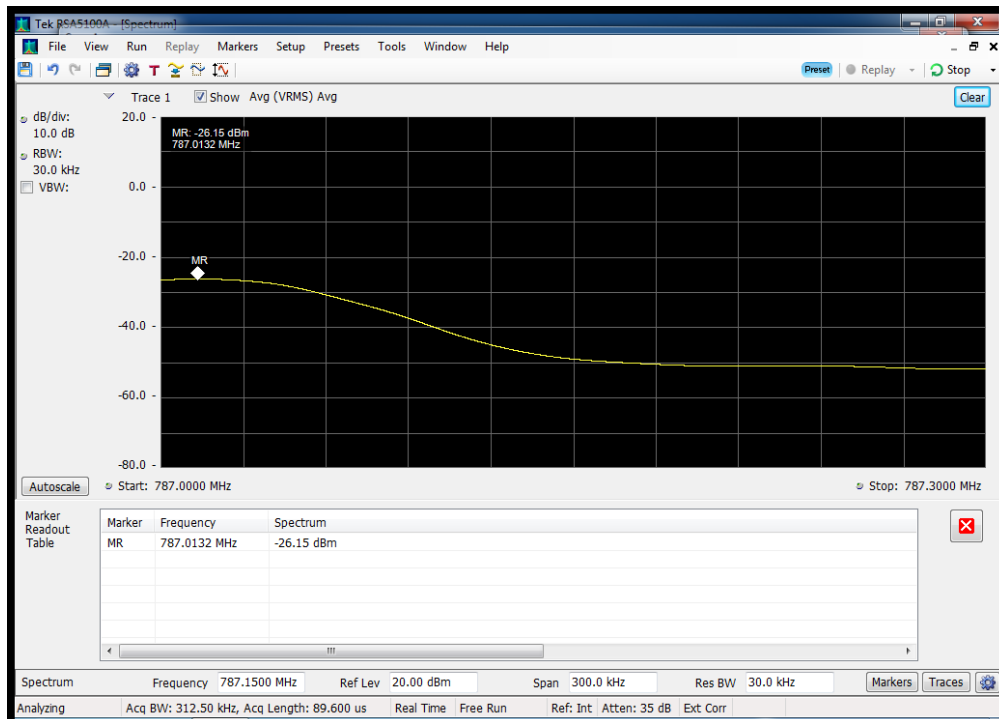 Tek RSA5100A - [Spectrum]
File View Run Replay Markers Setup Presets Tools Window Help
T Preset Replay Stop
Trace 1 Show Avg (VRMS) Avg Clear
dB/div:
10.0 dB
RBW:
30.0 kHz
VBW:
20.0
0.0
-20.0
-40.0
-60.0
-80.0
MR: -26.15 dBm
787.0132 MHz
MR
Autoscale Start: 787.0000 MHz Stop: 787.3000 MHz
Marker
Readout
Table
Marker Frequency Spectrum
MR 787.0132 MHz -26.15 dBm
Spectrum Frequency 787.1500 MHz Ref Lev 20.00 dBm Span 300.0 kHz Res BW 30.0 kHz Markers Traces
Analyzing Acq BW: 312.50 kHz, Acq Length: 89.600 us Real Time Free Run Ref: Int Atten: 35 dB Ext Corr